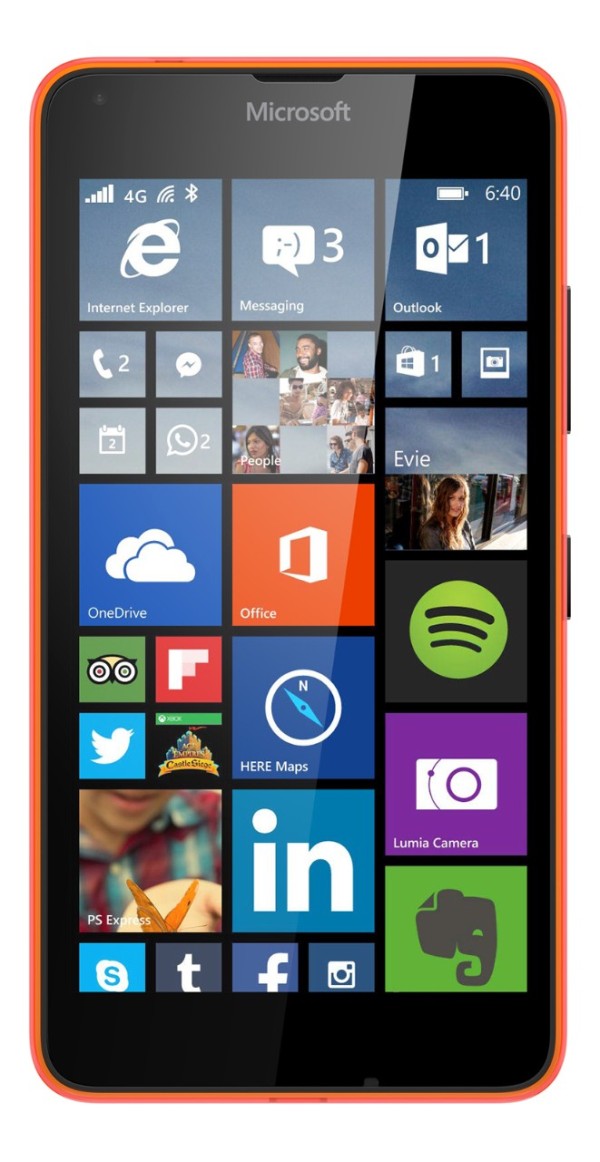 Microsoft
4G
6:40
3
1
Internet Explorer
Messaging
Outlook
2
1
2
2
People
Evie
OneDrive
Office
N
XBOX
AGE
EMPIRES
Castle Siege
HERE Maps
Lumia Camera
in
PS Express